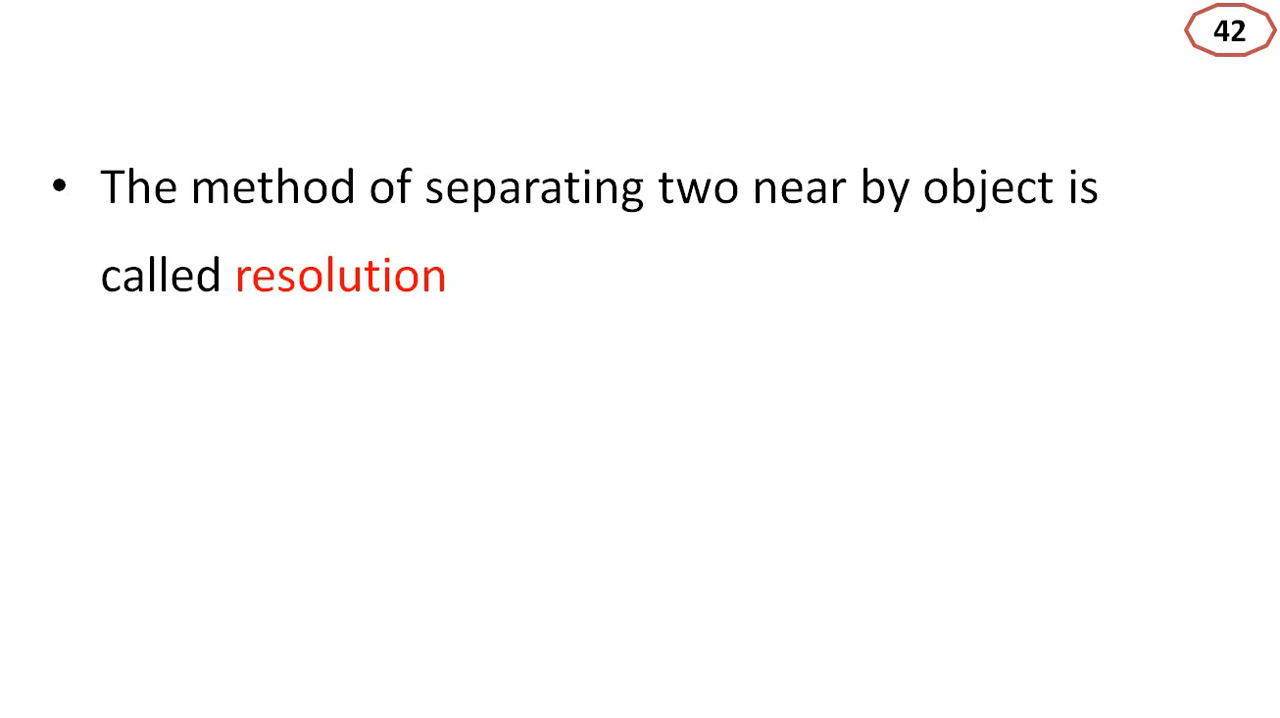 42
• The method of separating two near by object is
called resolution